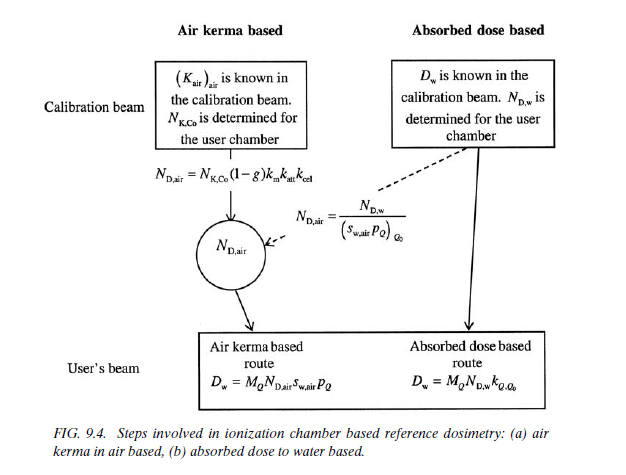 Air kerma based
Absorbed dose based
Calibration beam
(K_air)_air is known in
the calibration beam.
N_K,Co is determined for
the user chamber
D_w is known in the
calibration beam. N_D,w is
determined for the user
chamber
N_D,air = N_K,Co (1 − g)k_m k_att k_cel
N_D,air = N_D,w / (s_w,air p_Q)_Q₀
N_D,air
User's beam
Air kerma based
route
D_w = M_Q N_D,air s_w,air p_Q
Absorbed dose based
route
D_w = M_Q N_D,w k_Q,Q₀
FIG. 9.4. Steps involved in ionization chamber based reference dosimetry: (a) air
kerma in air based, (b) absorbed dose to water based.